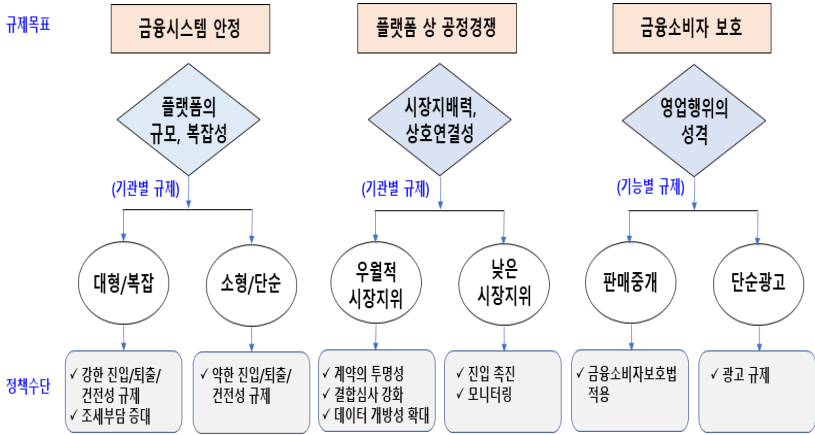 규제목표
금융시스템 안정
플랫폼 상 공정경쟁
금융소비자 보호
플랫폼의
규모, 복잡성
시장지배력,
상호연결성
영업행위의
성격
(기관별 규제)
(기관별 규제)
(기능별 규제)
대형/복잡
소형/단순
우월적
시장지위
낮은
시장지위
판매중개
단순광고
정책수단
✓ 강한 진입/퇴출/
건전성 규제
✓ 조세부담 증대
✓ 약한 진입/퇴출/
건전성 규제
✓ 계약의 투명성
✓ 결합심사 강화
✓ 데이터 개방성 확대
✓ 진입 촉진
✓ 모니터링
✓ 금융소비자보호법
적용
✓ 광고 규제